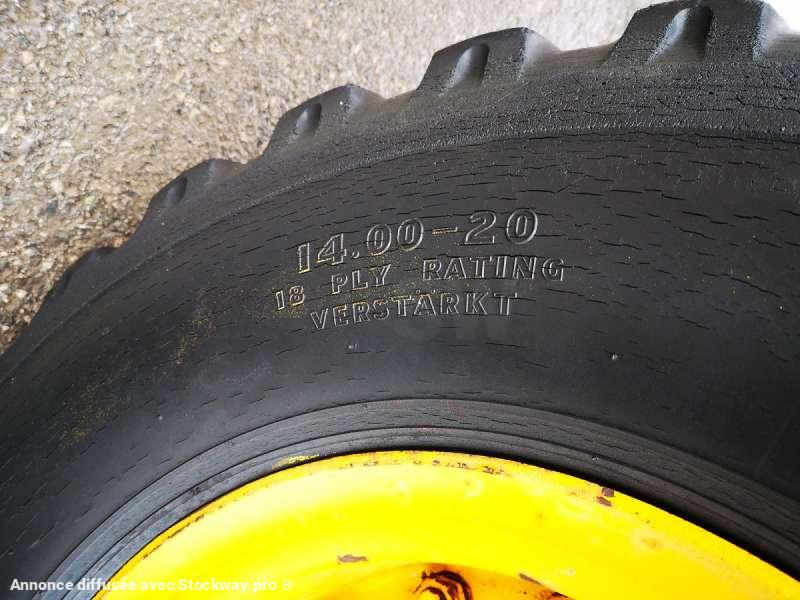 14.00-20
18 PLY RATING
VERSTÄRKT
Annonce diffusée avec Stockway.pro ®